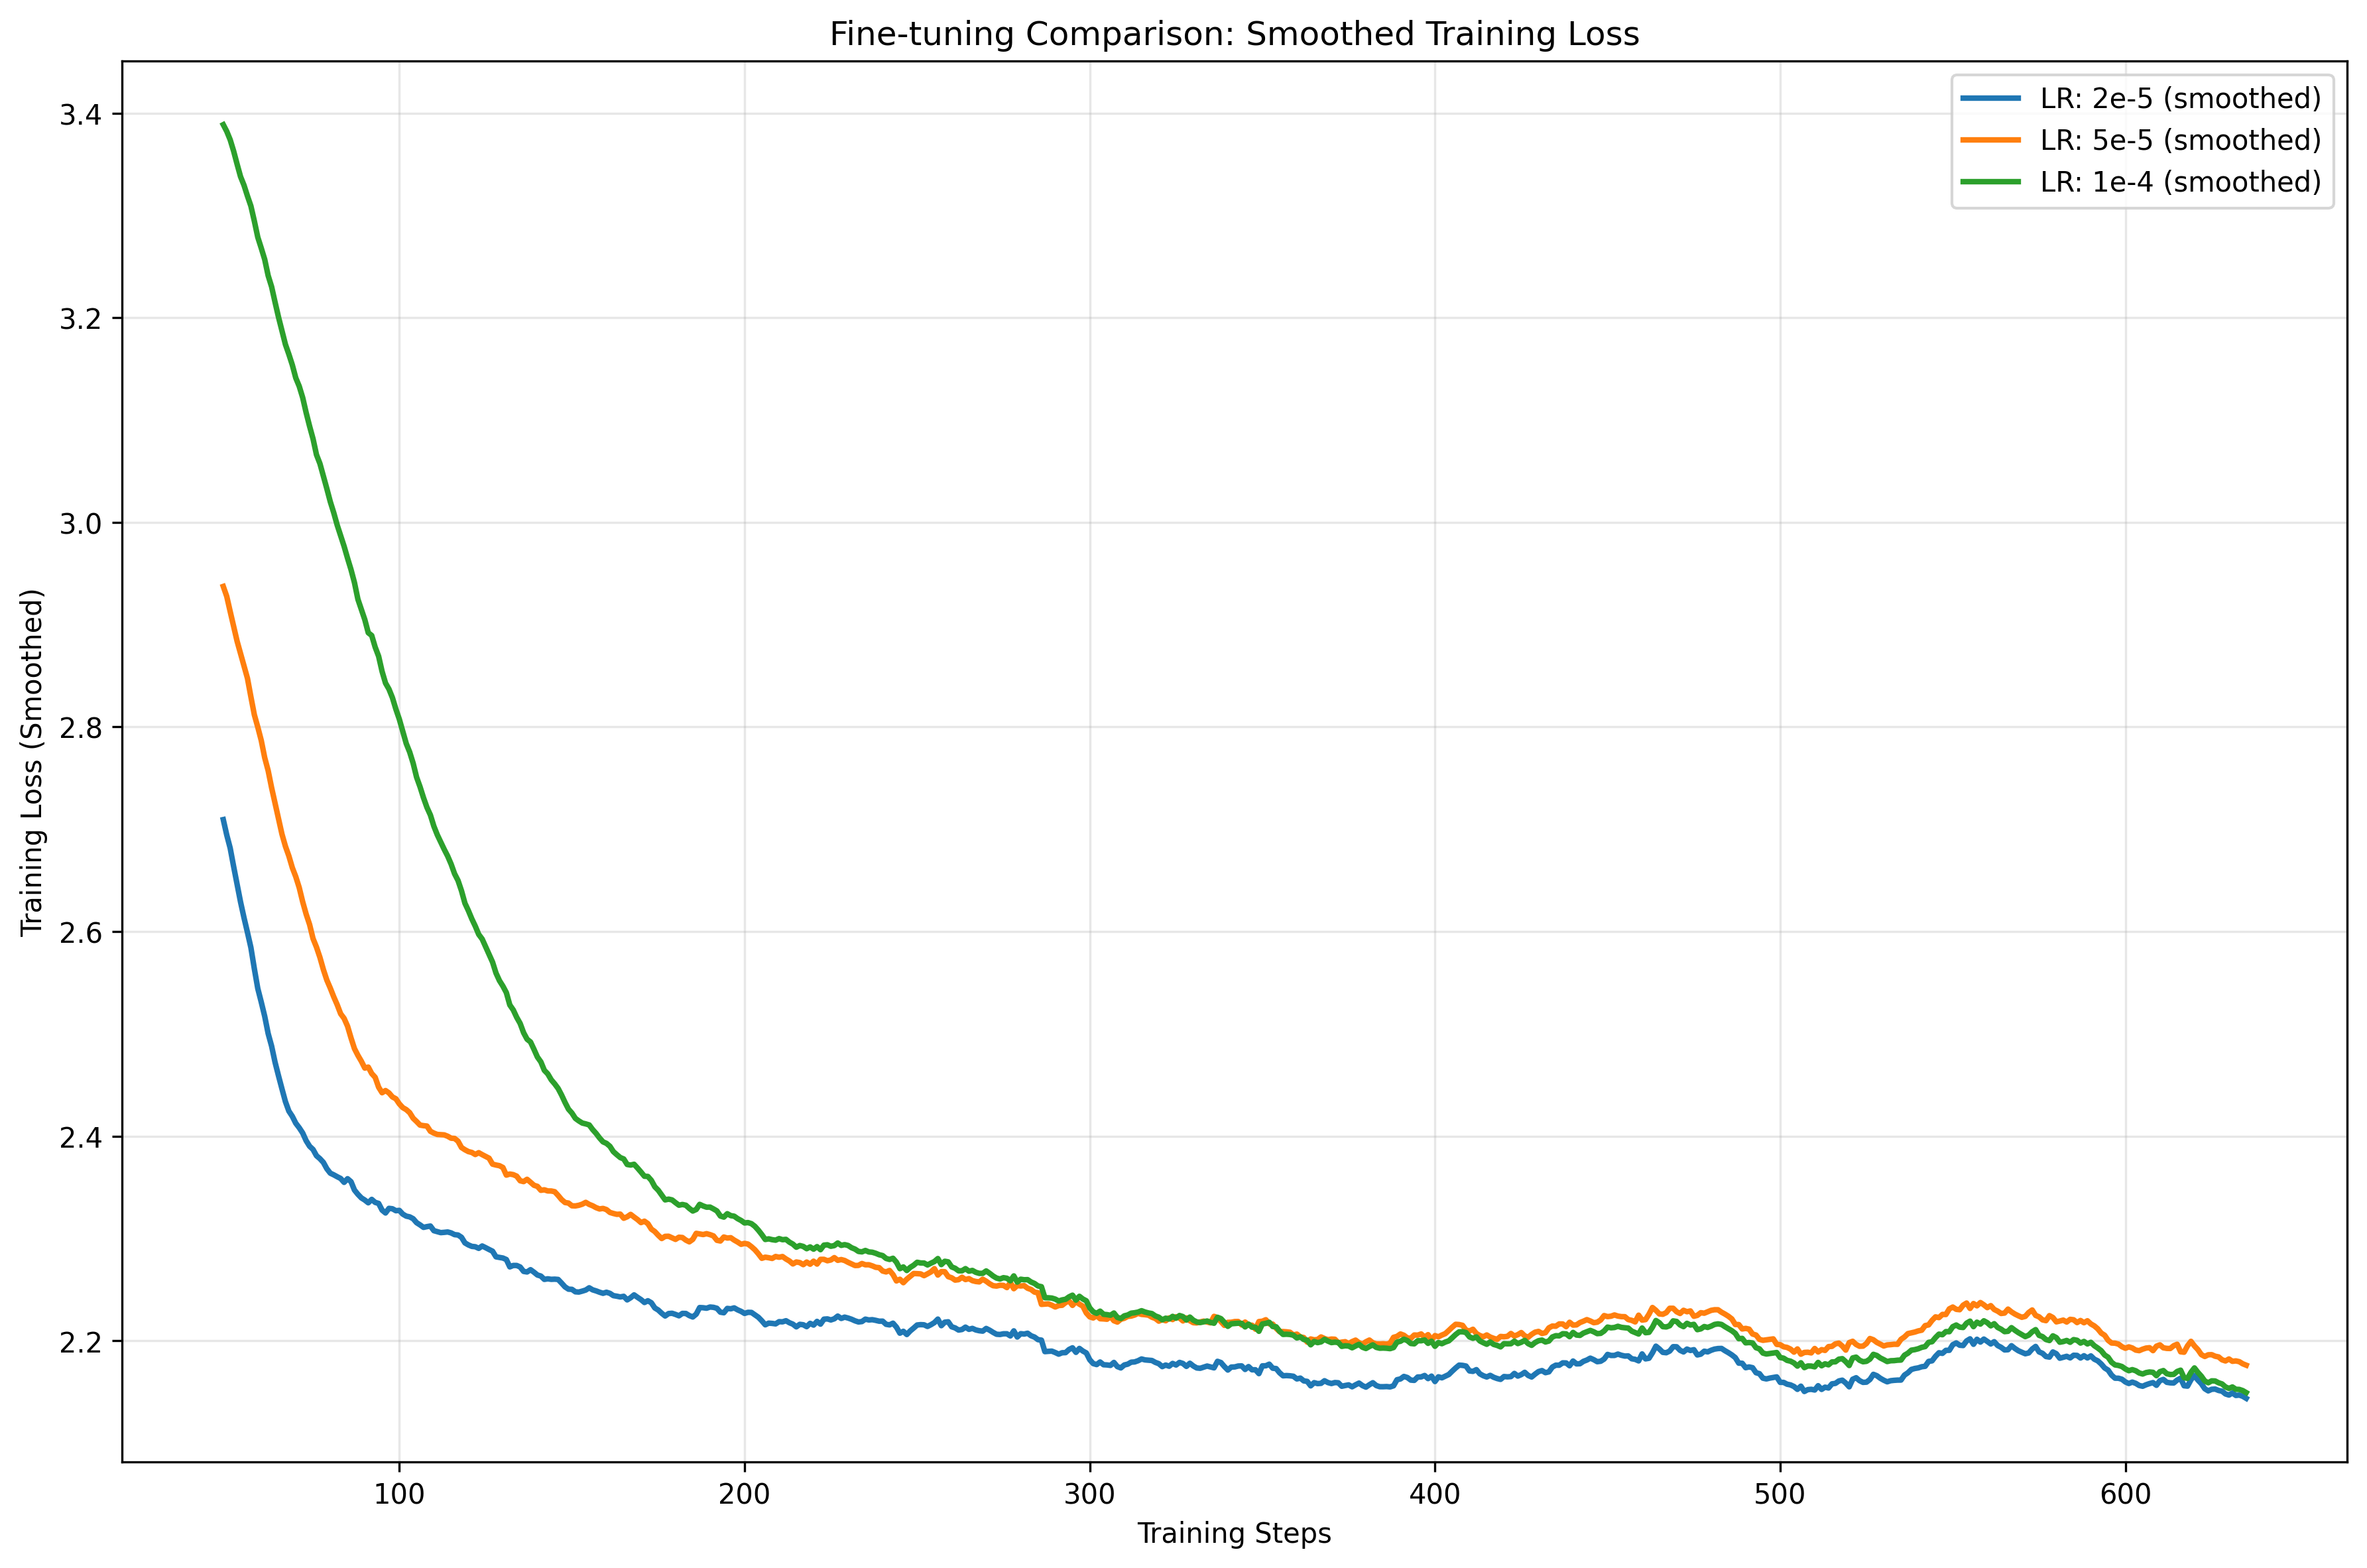 Fine-tuning Comparison: Smoothed Training Loss
LR: 2e-5 (smoothed)
LR: 5e-5 (smoothed)
LR: 1e-4 (smoothed)
Training Loss (Smoothed)
3.4
3.2
3.0
2.8
2.6
2.4
2.2
100
200
300
400
500
600
Training Steps